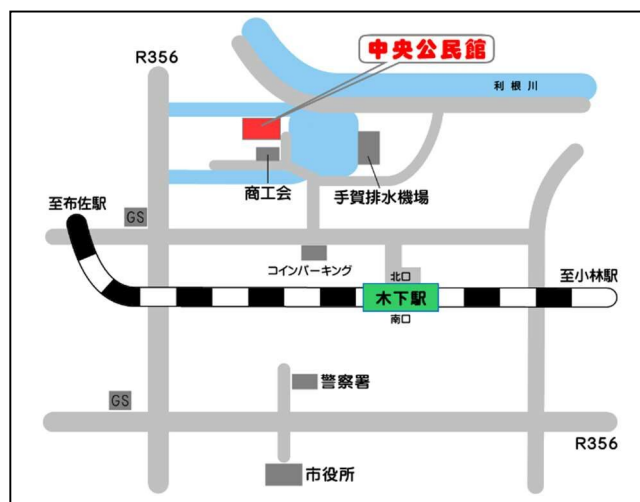 R356
中央公民館
利根川
商工会
手賀排水機場
至布佐駅
GS
コインパーキング
北口
至小林駅
木下駅
南口
警察署
GS
R356
市役所